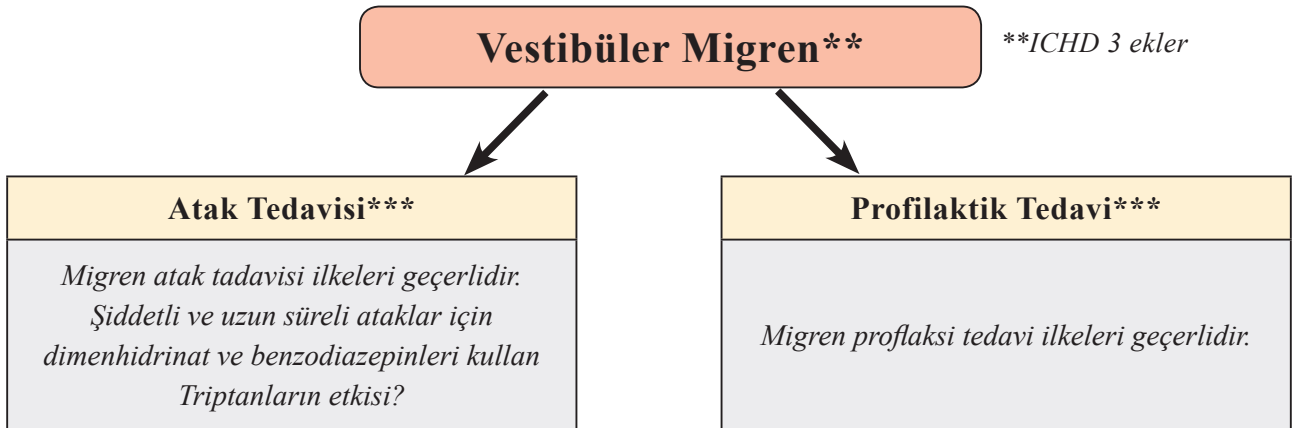 Vestibüler Migren**
**ICHD 3 ekler
Atak Tedavisi***
Migren atak tadavisi ilkeleri geçerlidir.
Şiddetli ve uzun süreli ataklar için
dimenhidrinat ve benzodiazepinleri kullan
Triptanların etkisi?
Profilaktik Tedavi***
Migren proflaksi tedavi ilkeleri geçerlidir.